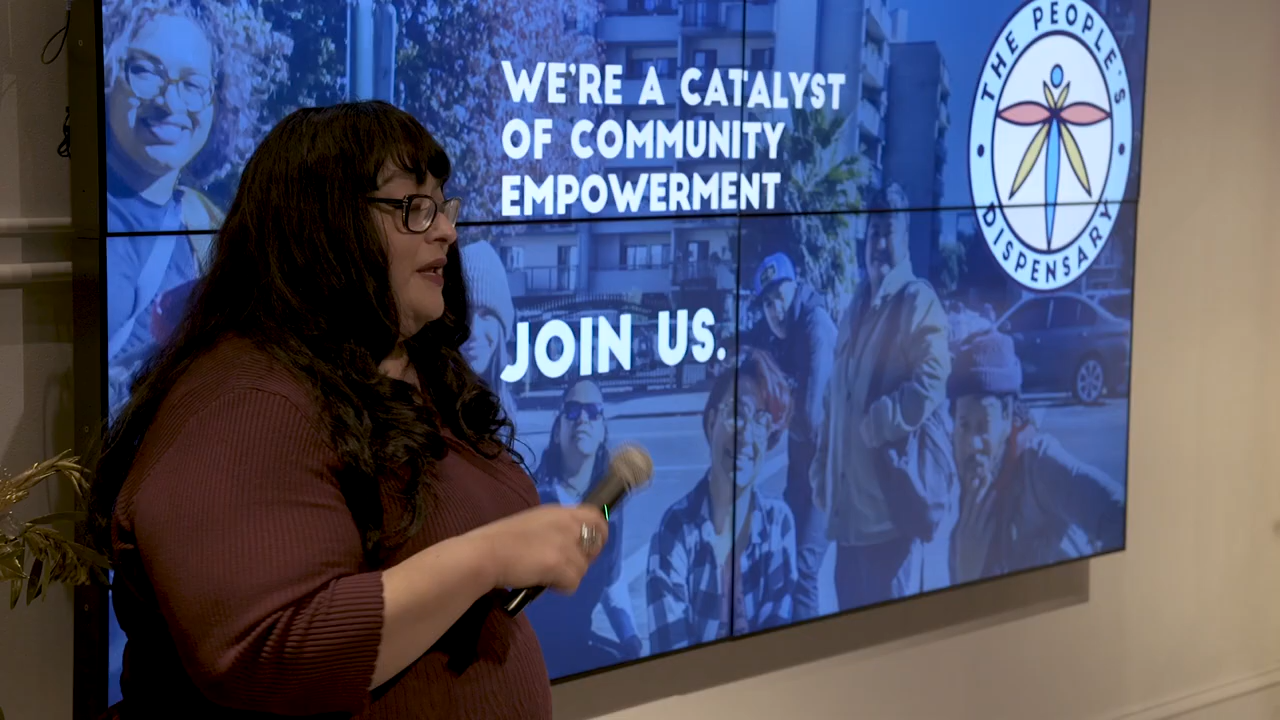 WE'RE A CATALYST
OF COMMUNITY
EMPOWERMENT
JOIN US.
THE PEOPLE'S
DISPENSARY